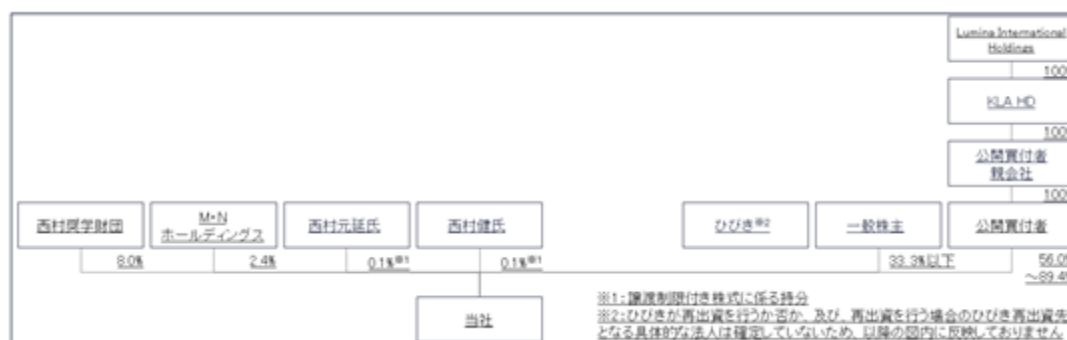 Lumina International
Holdings
100%
KLA HD
100%
公開買付者
親会社
100%
西村奨学財団
M・N
ホールディングス
西村元延氏
西村健氏
ひびき※2
一般株主
公開買付者
8.0%
2.4%
0.1%※1
0.1%※1
33.3%以下
56.0%
～89.4%
当社
※1：譲渡制限付き株式に係る持分
※2：ひびきが再出資を行うか否か、及び、再出資を行う場合のひびき再出資先
となる具体的な法人は確定していないため、以降の図内に反映しておりません